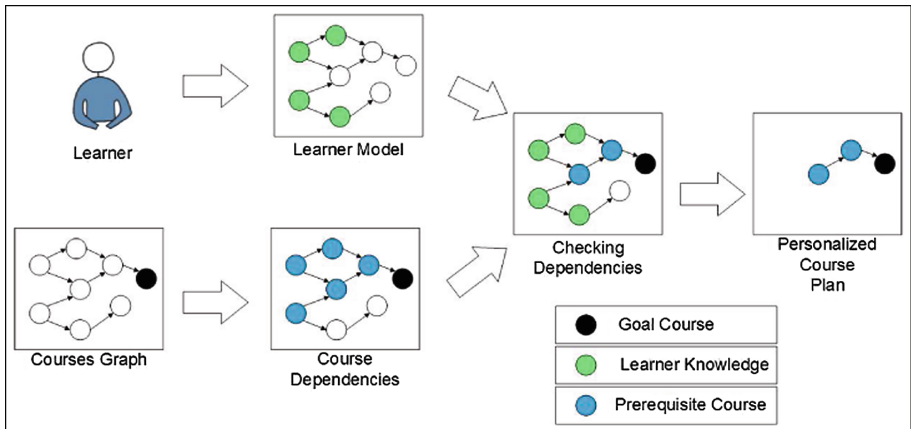 Learner
Learner Model
Courses Graph
Course
Dependencies
Checking
Dependencies
Personalized
Course
Plan
Goal Course
Learner Knowledge
Prerequisite Course